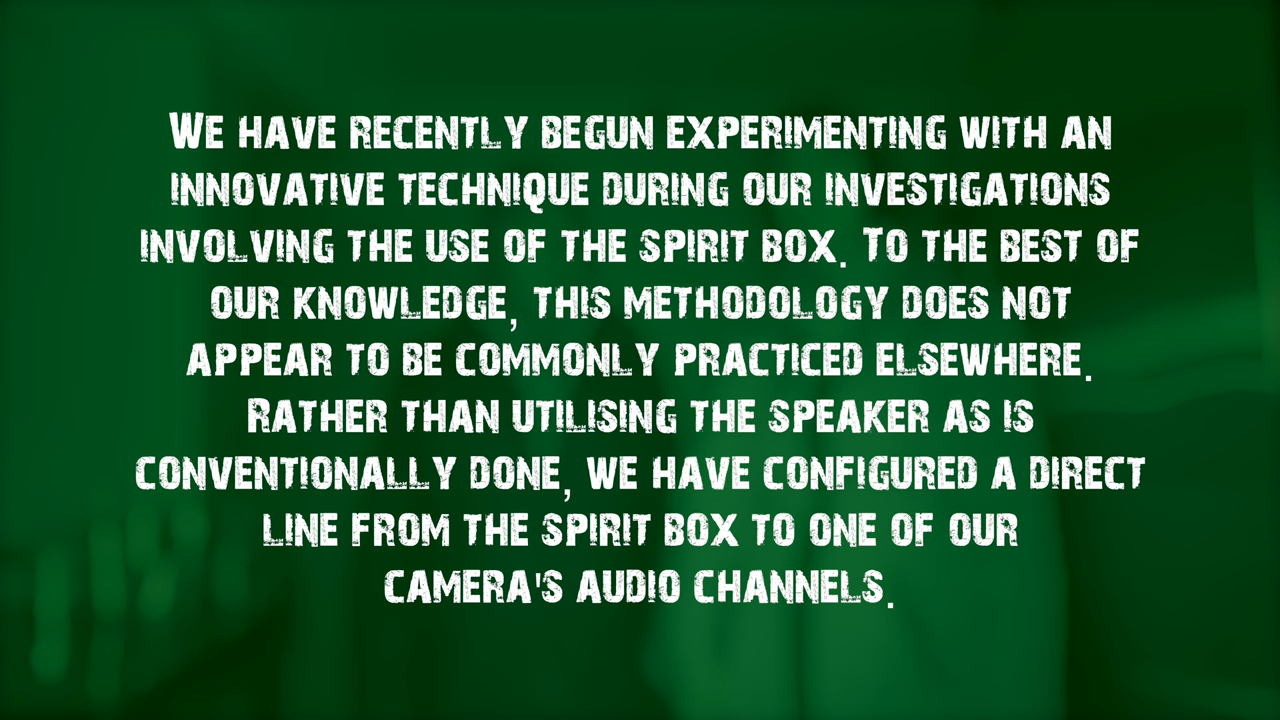 We have recently begun experimenting with an
innovative technique during our investigations
involving the use of the spirit box. To the best of
our knowledge, this methodology does not
appear to be commonly practiced elsewhere.
Rather than utilising the speaker as is
conventionally done, we have configured a direct
line from the spirit box to one of our
camera's audio channels.